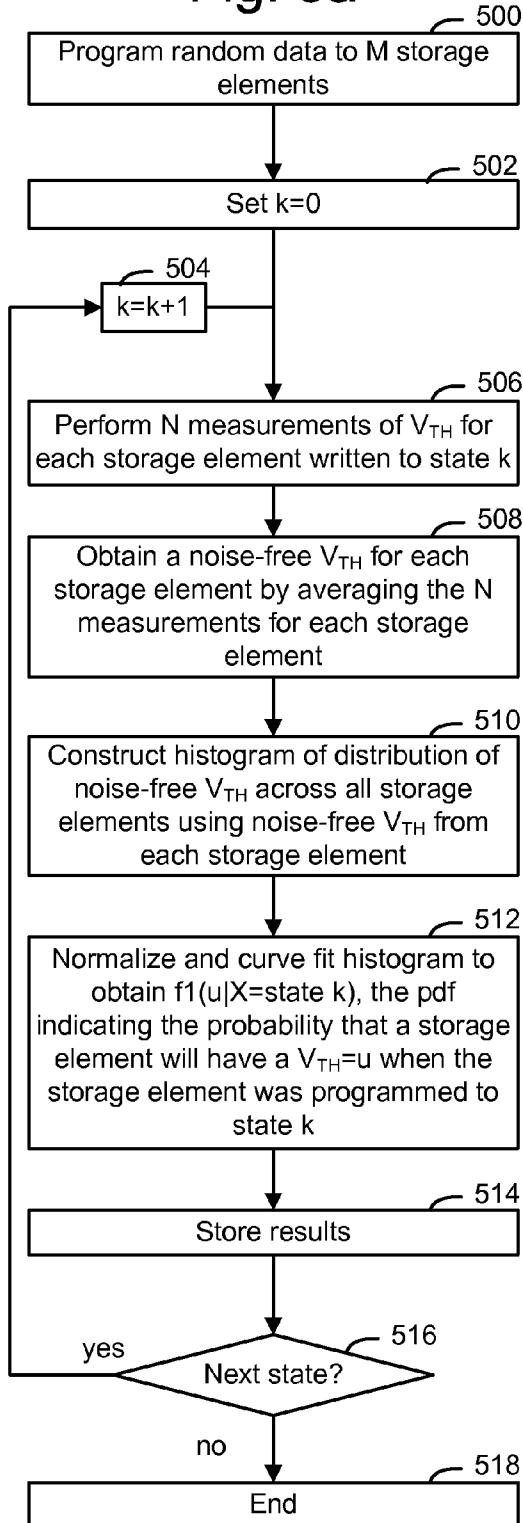 Fig. 5a
500
Program random data to M storage
elements
502
Set k=0
504
k=k+1
506
Perform N measurements of V_TH for
each storage element written to state k
508
Obtain a noise-free V_TH for each
storage element by averaging the N
measurements for each storage
element
510
Construct histogram of distribution of
noise-free V_TH across all storage
elements using noise-free V_TH from
each storage element
512
Normalize and curve fit histogram to
obtain f1(u|X=state k), the pdf
indicating the probability that a storage
element will have a V_TH=u when the
storage element was programmed to
state k
514
Store results
516
yes
Next state?
no
518
End